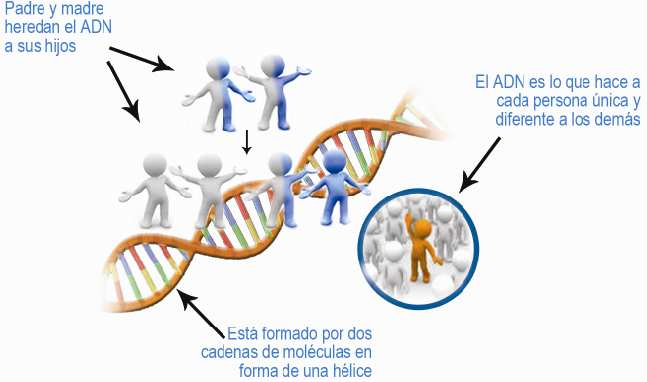 Padre y madre
heredan el ADN
a sus hijos
El ADN es lo que hace a
cada persona única y
diferente a los demás
Está formado por dos
cadenas de moléculas en
forma de una hélice